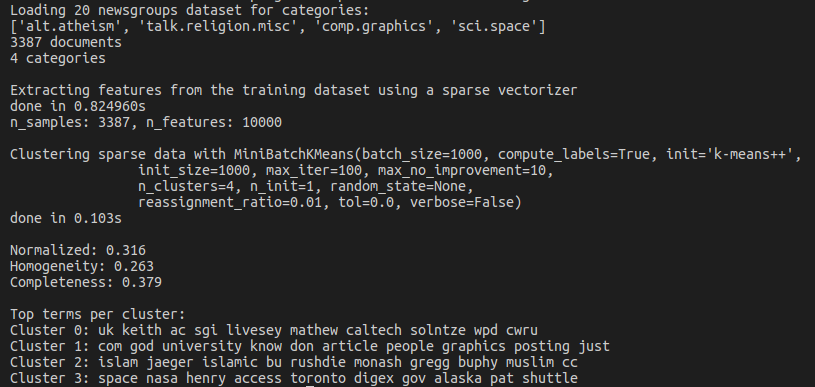 Loading 20 newsgroups dataset for categories:
['alt.atheism', 'talk.religion.misc', 'comp.graphics', 'sci.space']
3387 documents
4 categories
Extracting features from the training dataset using a sparse vectorizer
done in 0.824960s
n_samples: 3387, n_features: 10000
Clustering sparse data with MiniBatchKMeans(batch_size=1000, compute_labels=True, init='k-means++',
init_size=1000, max_iter=100, max_no_improvement=10,
n_clusters=4, n_init=1, random_state=None,
reassignment_ratio=0.01, tol=0.0, verbose=False)
done in 0.103s
Normalized: 0.316
Homogeneity: 0.263
Completeness: 0.379
Top terms per cluster:
Cluster 0: uk keith ac sgi livesey mathew caltech solntze wpd cwru
Cluster 1: com god university know don article people graphics posting just
Cluster 2: islam jaeger islamic bu rushdie monash gregg buphy muslim cc
Cluster 3: space nasa henry access toronto digex gov alaska pat shuttle